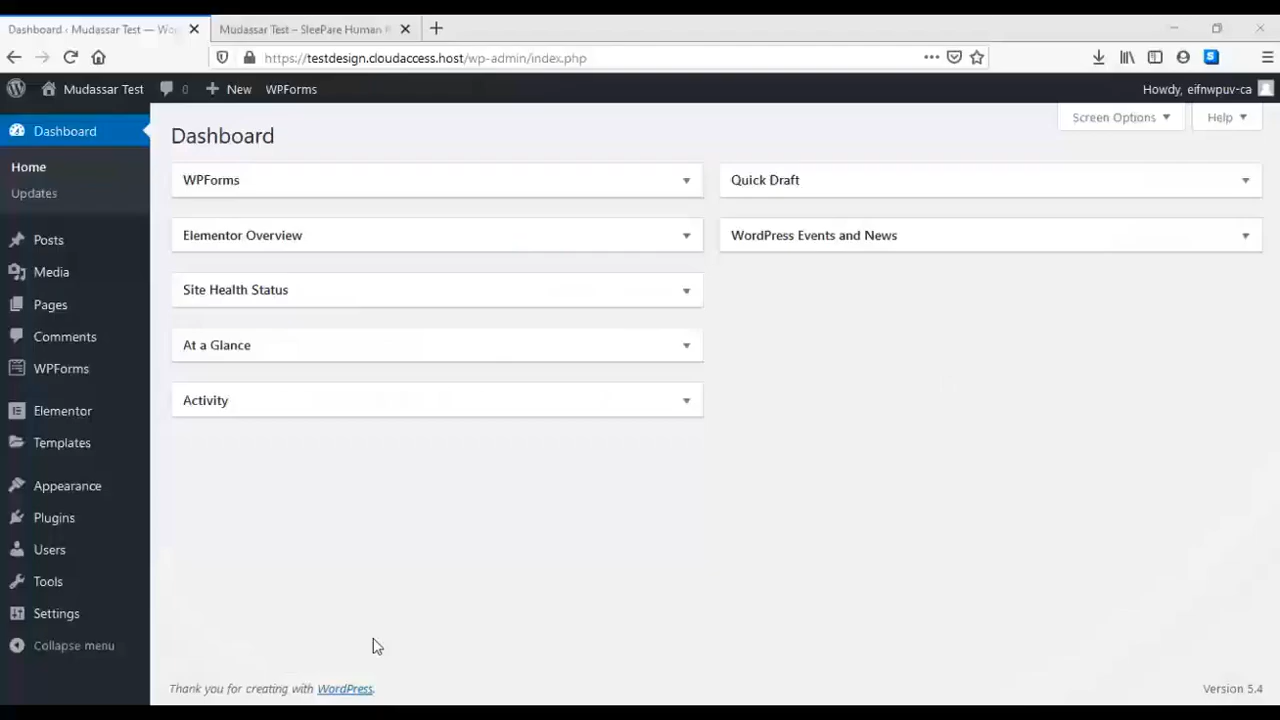 Dashboard ‹ Mudassar Test — Wo
Mudassar Test – SleePare Human R
https://testdesign.cloudaccess.host/wp-admin/index.php
Mudassar Test
0
New
WPForms
Howdy, eifnwpuv-ca
Dashboard
Home
Updates
Posts
Media
Pages
Comments
WPForms
Elementor
Templates
Appearance
Plugins
Users
Tools
Settings
Collapse menu
Screen Options
Help
Dashboard
WPForms
Elementor Overview
Site Health Status
At a Glance
Activity
Quick Draft
WordPress Events and News
Thank you for creating with WordPress.
Version 5.4